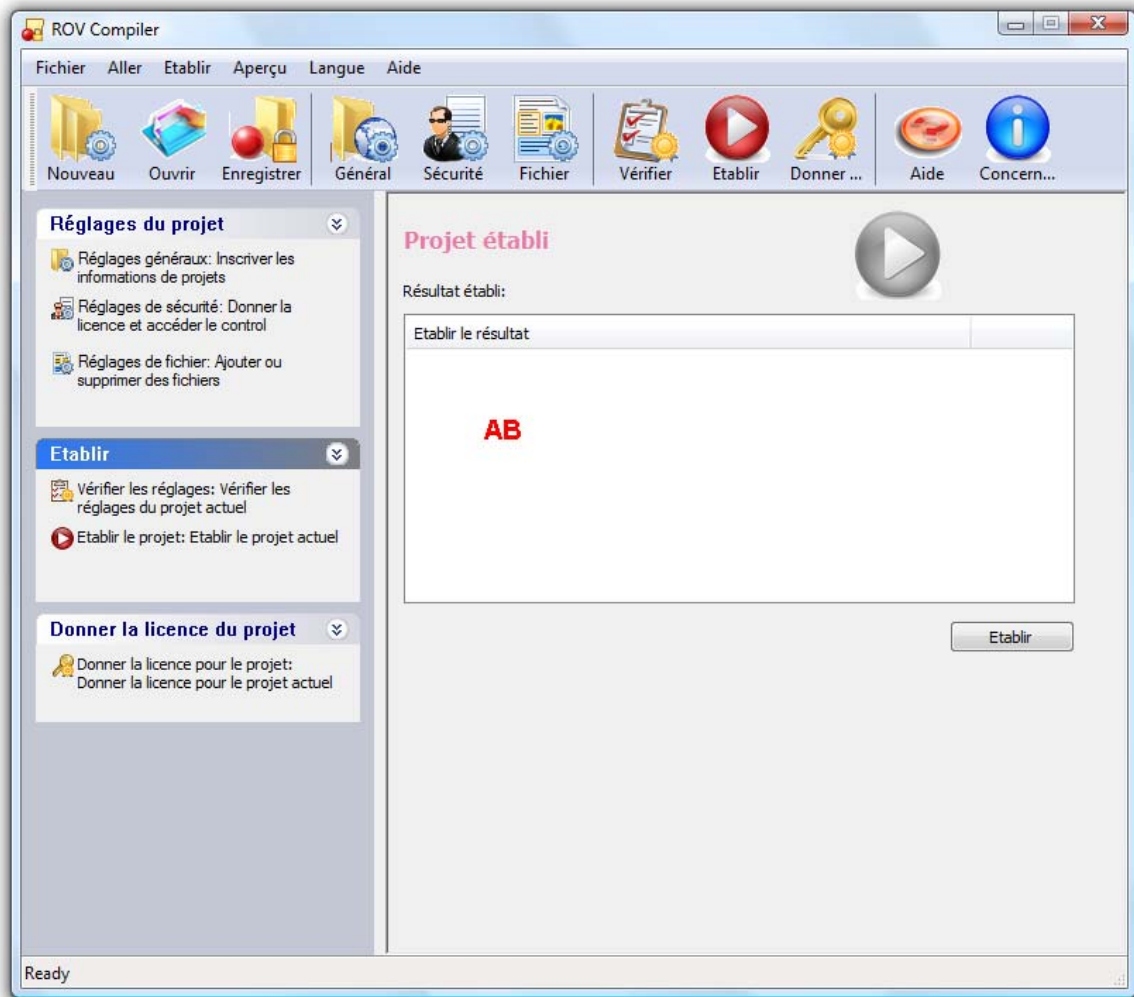 ROV Compiler
Fichier Aller Etablir Aperçu Langue Aide
Nouveau Ouvrir Enregistrer Général Sécurité Fichier Vérifier Etablir Donner ... Aide Concern...
Réglages du projet
Réglages généraux: Inscriver les
informations de projets
Réglages de sécurité: Donner la
licence et accéder le control
Réglages de fichier: Ajouter ou
supprimer des fichiers
Etablir
Vérifier les réglages: Vérifier les
réglages du projet actuel
Etablir le projet: Etablir le projet actuel
Donner la licence du projet
Donner la licence pour le projet:
Donner la licence pour le projet actuel
Projet établi
Résultat établi:
Etablir le résultat
AB
Etablir
Ready